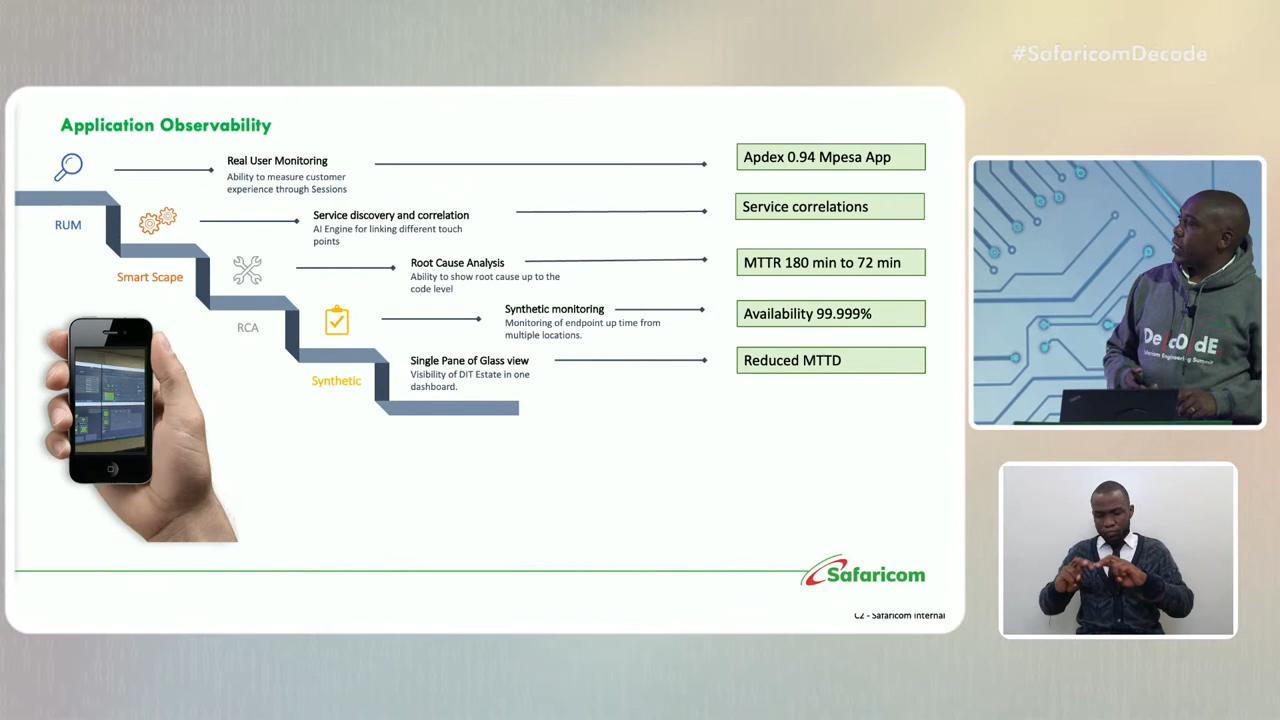 #SafaricomDecode
Application Observability
Real User Monitoring
Ability to measure customer
experience through Sessions
Apdex 0.94 Mpesa App
RUM
Service discovery and correlation
AI Engine for linking different touch
points
Service correlations
Smart Scape
Root Cause Analysis
Ability to show root cause up to the
code level
MTTR 180 min to 72 min
RCA
Synthetic monitoring
Monitoring of endpoint up time from
multiple locations.
Availability 99.999%
Synthetic
Single Pane of Glass view
Visibility of DIT Estate in one
dashboard.
Reduced MTTD
Safaricom
C2 - Safaricom Internal
Engineering Summit